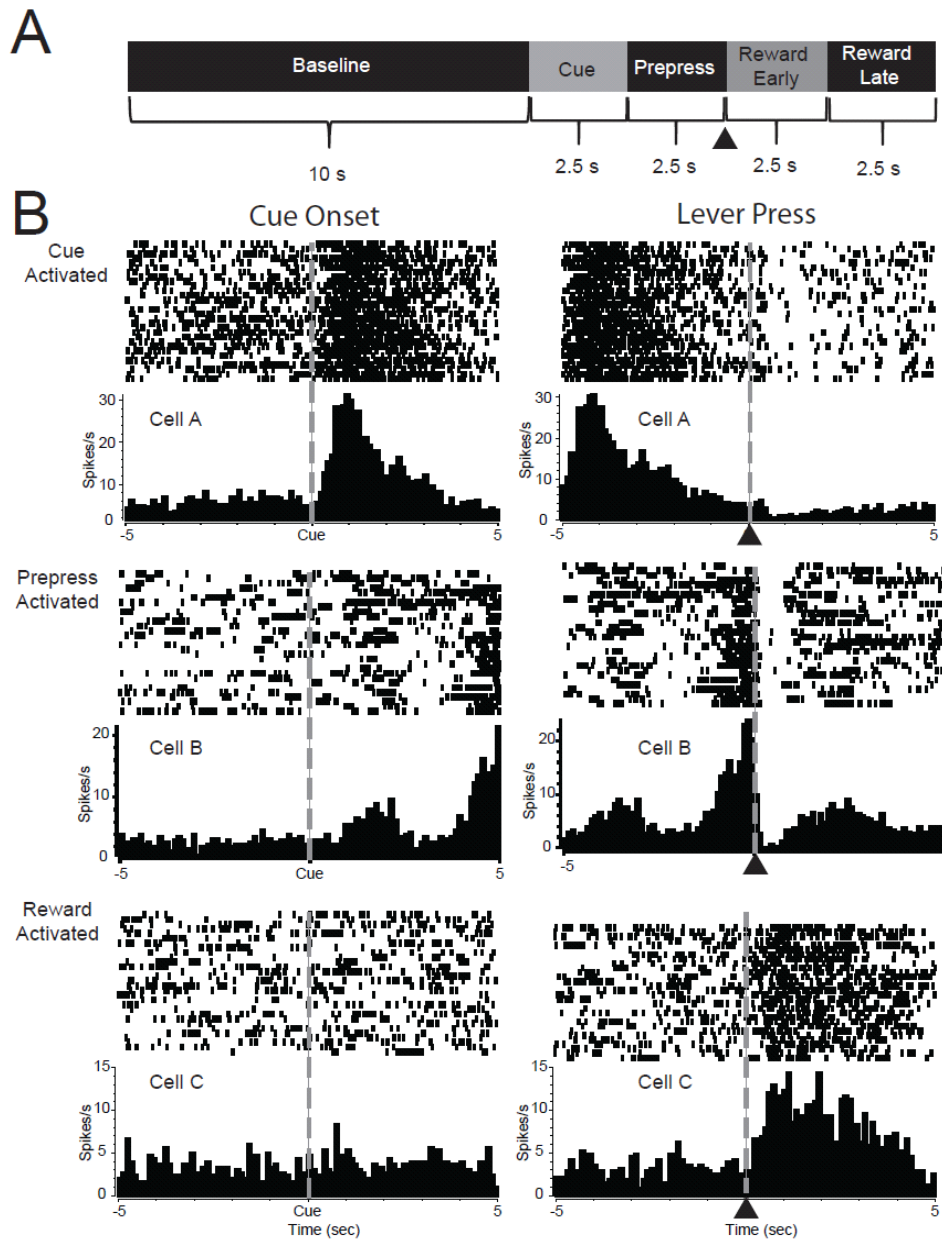 A
Baseline
Cue
Prepress
Reward
Early
Reward
Late
10 s
2.5 s
2.5 s
2.5 s
2.5 s
B
Cue Onset
Lever Press
Cue
Activated
30
20
10
0
Spikes/s
Cell A
-5
Cue
5
30
20
10
0
Spikes/s
Cell A
-5
5
Prepress
Activated
20
10
0
Spikes/s
Cell B
-5
Cue
5
20
10
0
Spikes/s
Cell B
-5
5
Reward
Activated
15
10
5
0
Spikes/s
Cell C
-5
Cue
5
Time (sec)
15
10
5
0
Spikes/s
Cell C
-5
5
Time (sec)